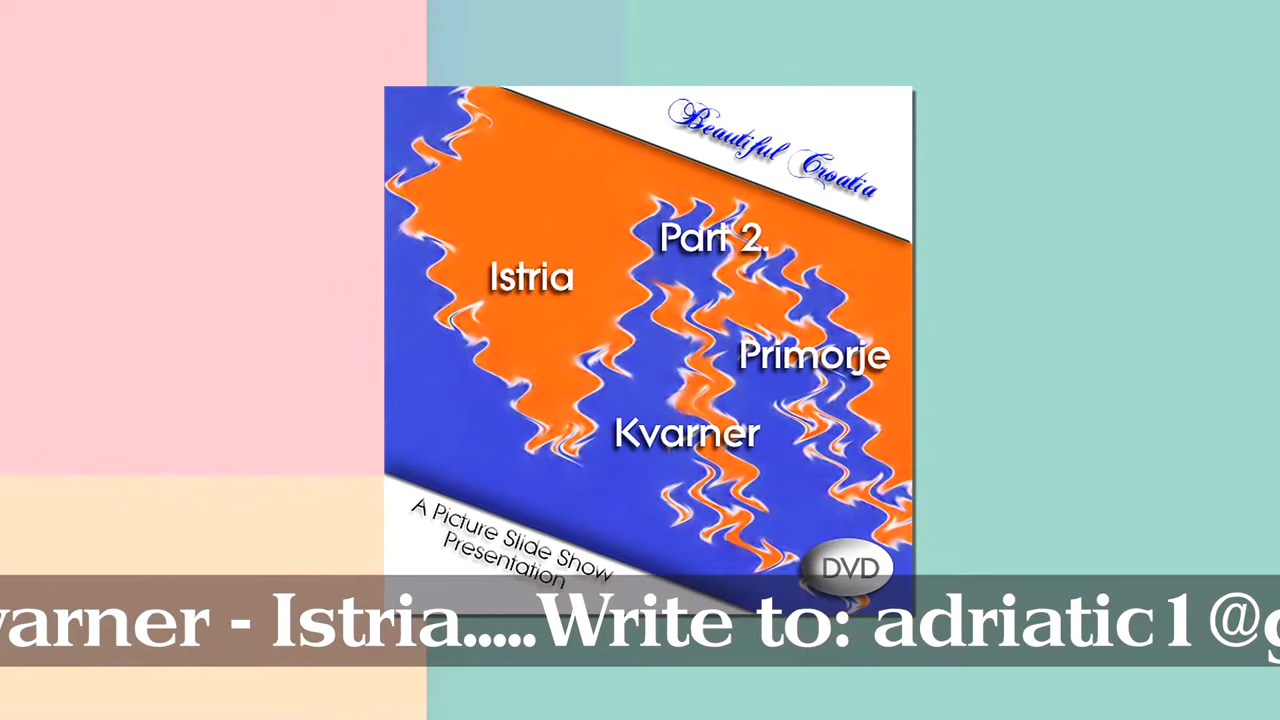 Beautiful Croatia
Part 2.
Istria
Primorje
Kvarner
A Picture Slide Show
Presentation
DVD
varner - Istria.....Write to: adriatic1@g